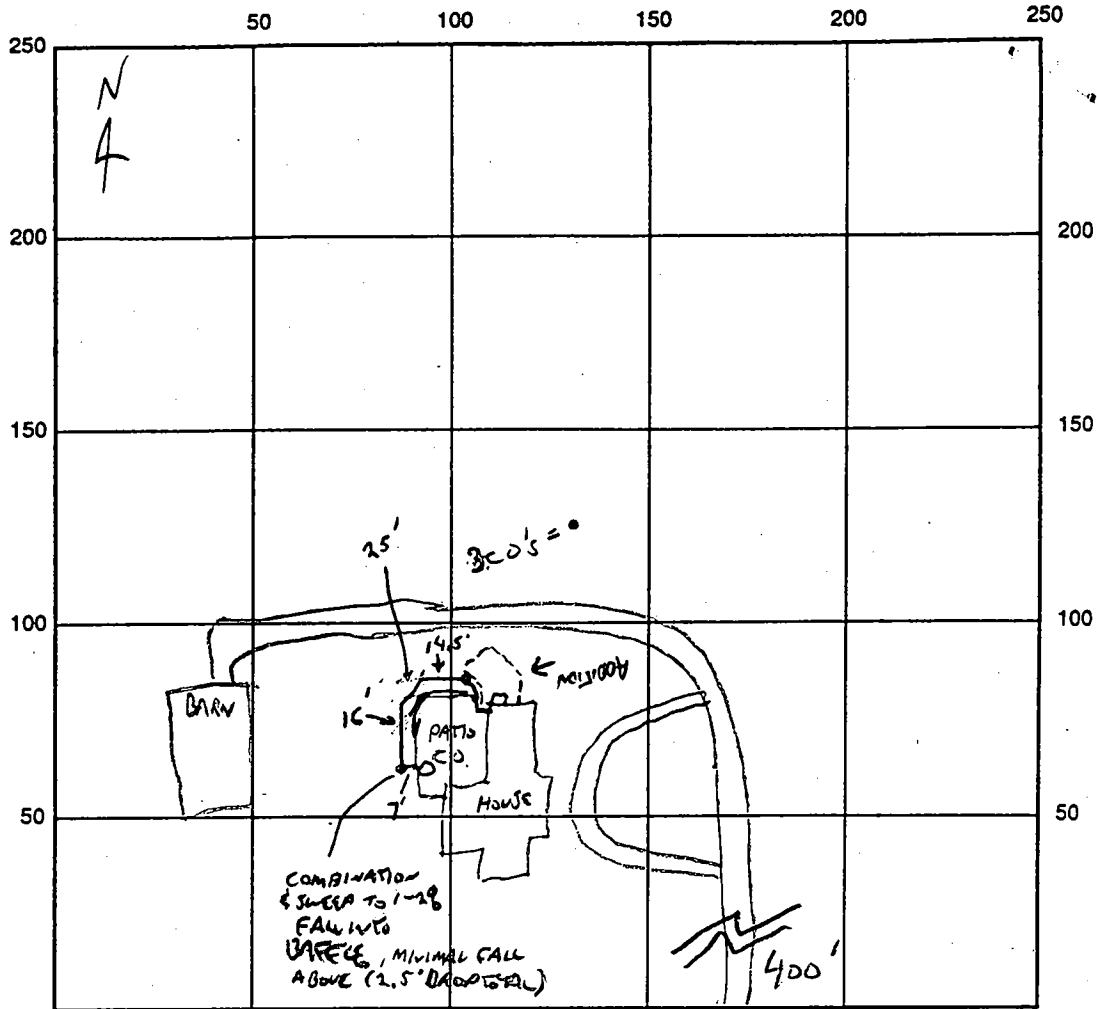 50 100 150 200 250
250
N
200 200
150 150
25'
B.C.O'S = •
100 100
14.5'
ADDITION
BARN
16'
PATIO
CO
7'
HOUSE
50 50
COMBINATION
& SWEEP TO 1-2%
FALL INTO
BAFFLE, MINIMAL FALL
ABOVE (2.5' DROP TOTAL)
400'